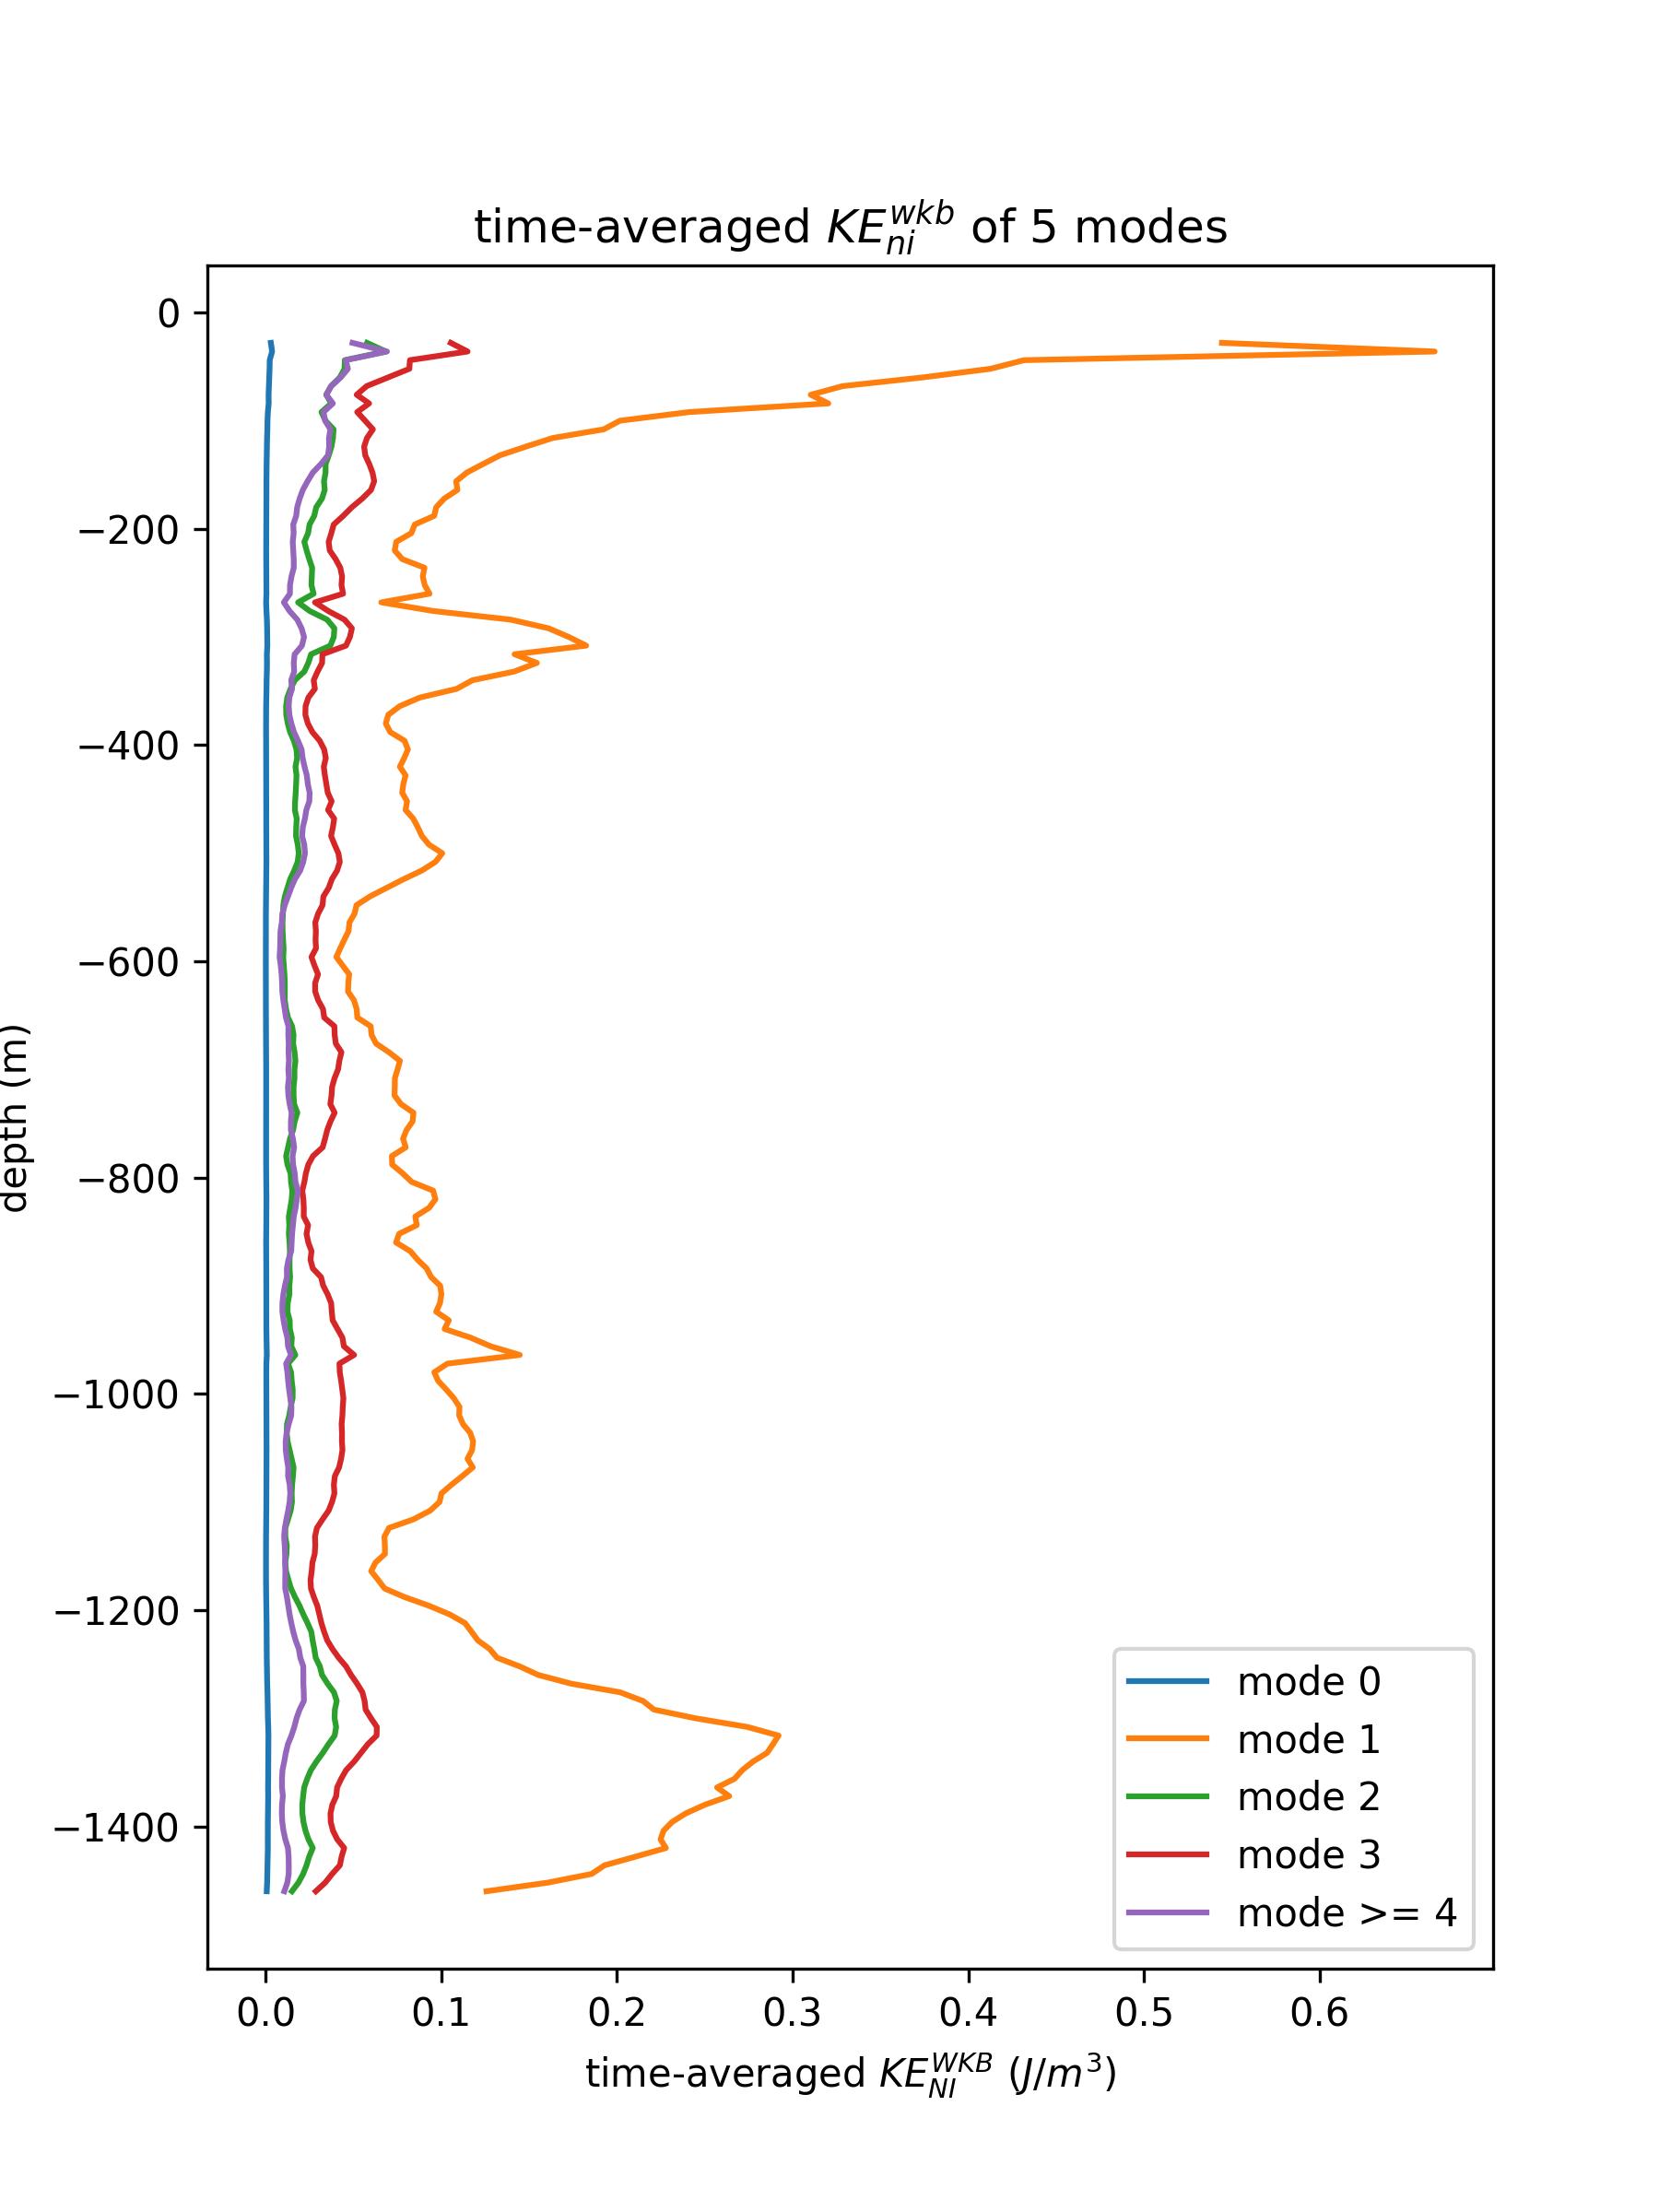 time-averaged KE_{ni}^{wkb} of 5 modes
0
−200
−400
−600
−800
−1000
−1200
−1400
depth (m)
mode 0
mode 1
mode 2
mode 3
mode >= 4
0.0 0.1 0.2 0.3 0.4 0.5 0.6
time-averaged KE_{NI}^{WKB} (J/m^3)